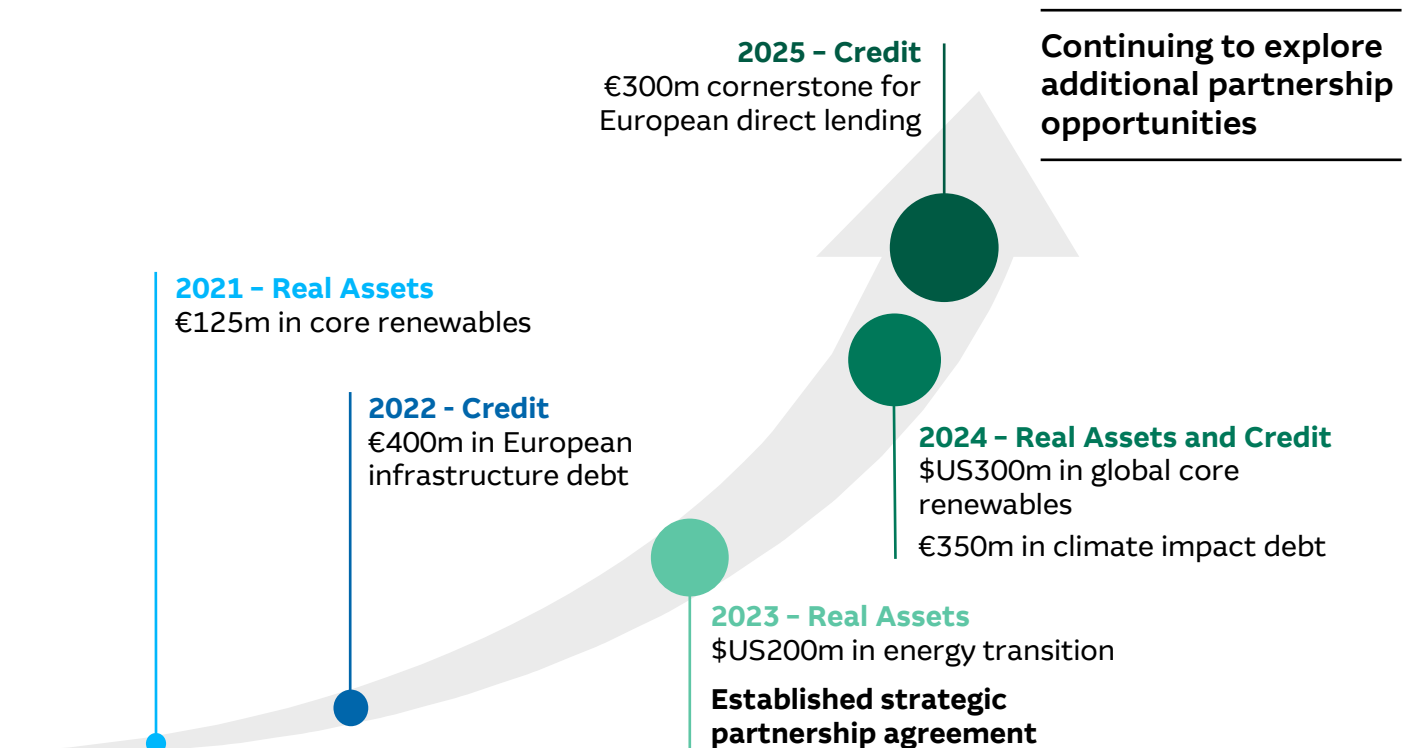 2021 – Real Assets
€125m in core renewables
2022 - Credit
€400m in European
infrastructure debt
2023 – Real Assets
$US200m in energy transition
Established strategic
partnership agreement
2024 – Real Assets and Credit
$US300m in global core
renewables
€350m in climate impact debt
2025 – Credit
€300m cornerstone for
European direct lending
Continuing to explore
additional partnership
opportunities